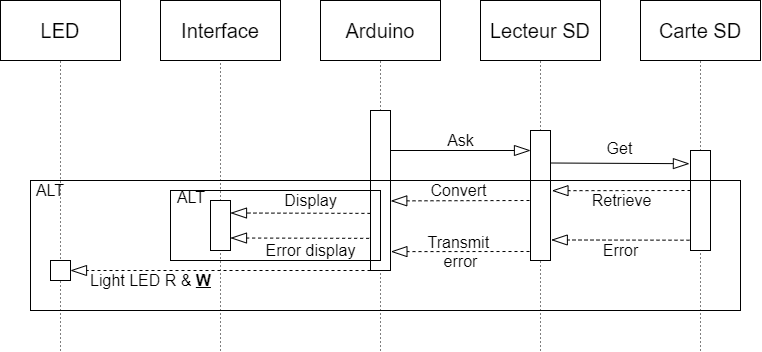 LED
Interface
Arduino
Lecteur SD
Carte SD
Ask
Get
ALT
ALT
Display
Convert
Retrieve
Error display
Transmit
error
Error
Light LED R & W